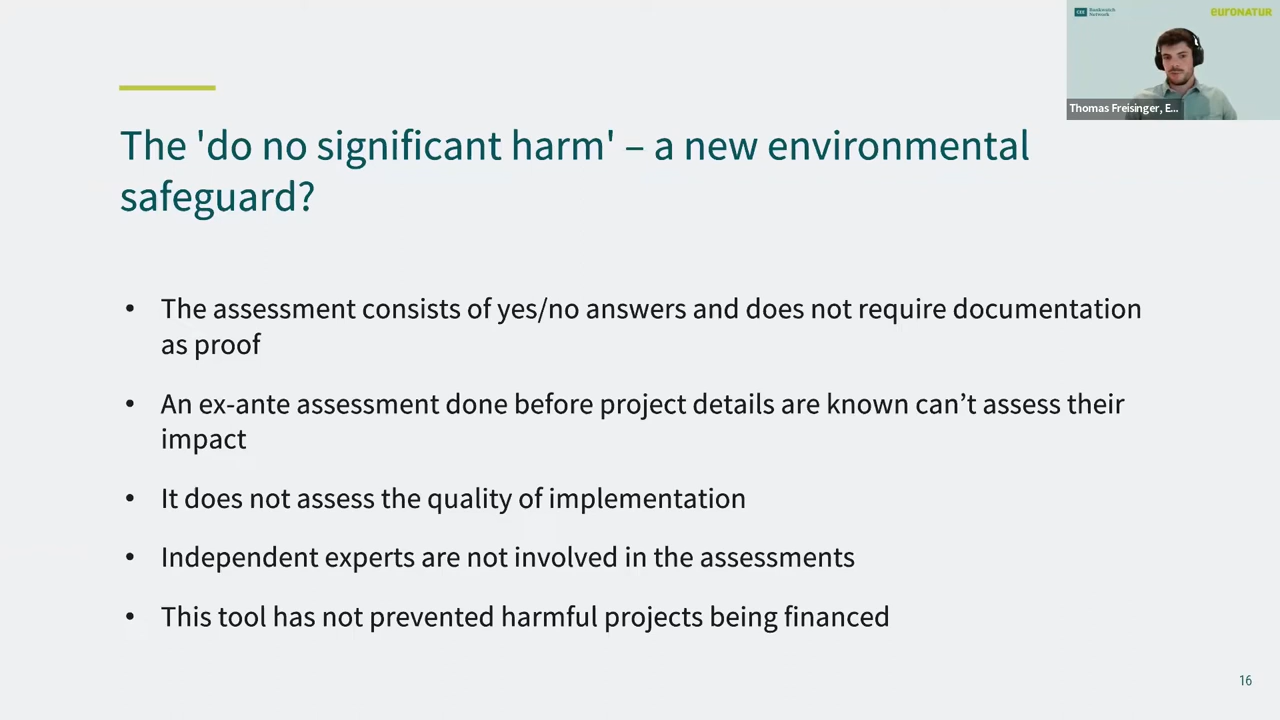 Bankwatch
Network
euronatur
Thomas Freisinger, E...
The 'do no significant harm' – a new environmental
safeguard?
• The assessment consists of yes/no answers and does not require documentation
as proof
• An ex-ante assessment done before project details are known can’t assess their
impact
• It does not assess the quality of implementation
• Independent experts are not involved in the assessments
• This tool has not prevented harmful projects being financed
16